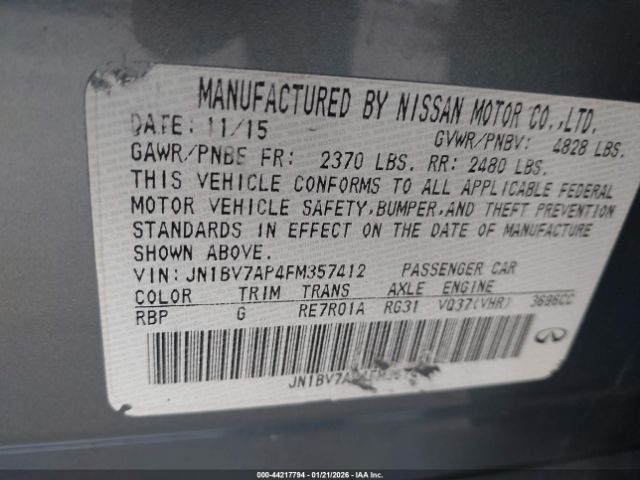 MANUFACTURED BY NISSAN MOTOR CO.,LTD.
DATE: 11/15 GVWR/PNBV: 4828 LBS.
GAWR/PNBE FR: 2370 LBS. RR: 2480 LBS.
THIS VEHICLE CONFORMS TO ALL APPLICABLE FEDERAL
MOTOR VEHICLE SAFETY,BUMPER,AND THEFT PREVENTION
STANDARDS IN EFFECT ON THE DATE OF MANUFACTURE
SHOWN ABOVE.
VIN: JN1BV7AP4FM357412 PASSENGER CAR
COLOR TRIM TRANS AXLE ENGINE
RBP G RE7R01A RG31 VQ37(VHR) 3696CC
INFINITI
000-44217794 - 01/21/2026 - IAA Inc.